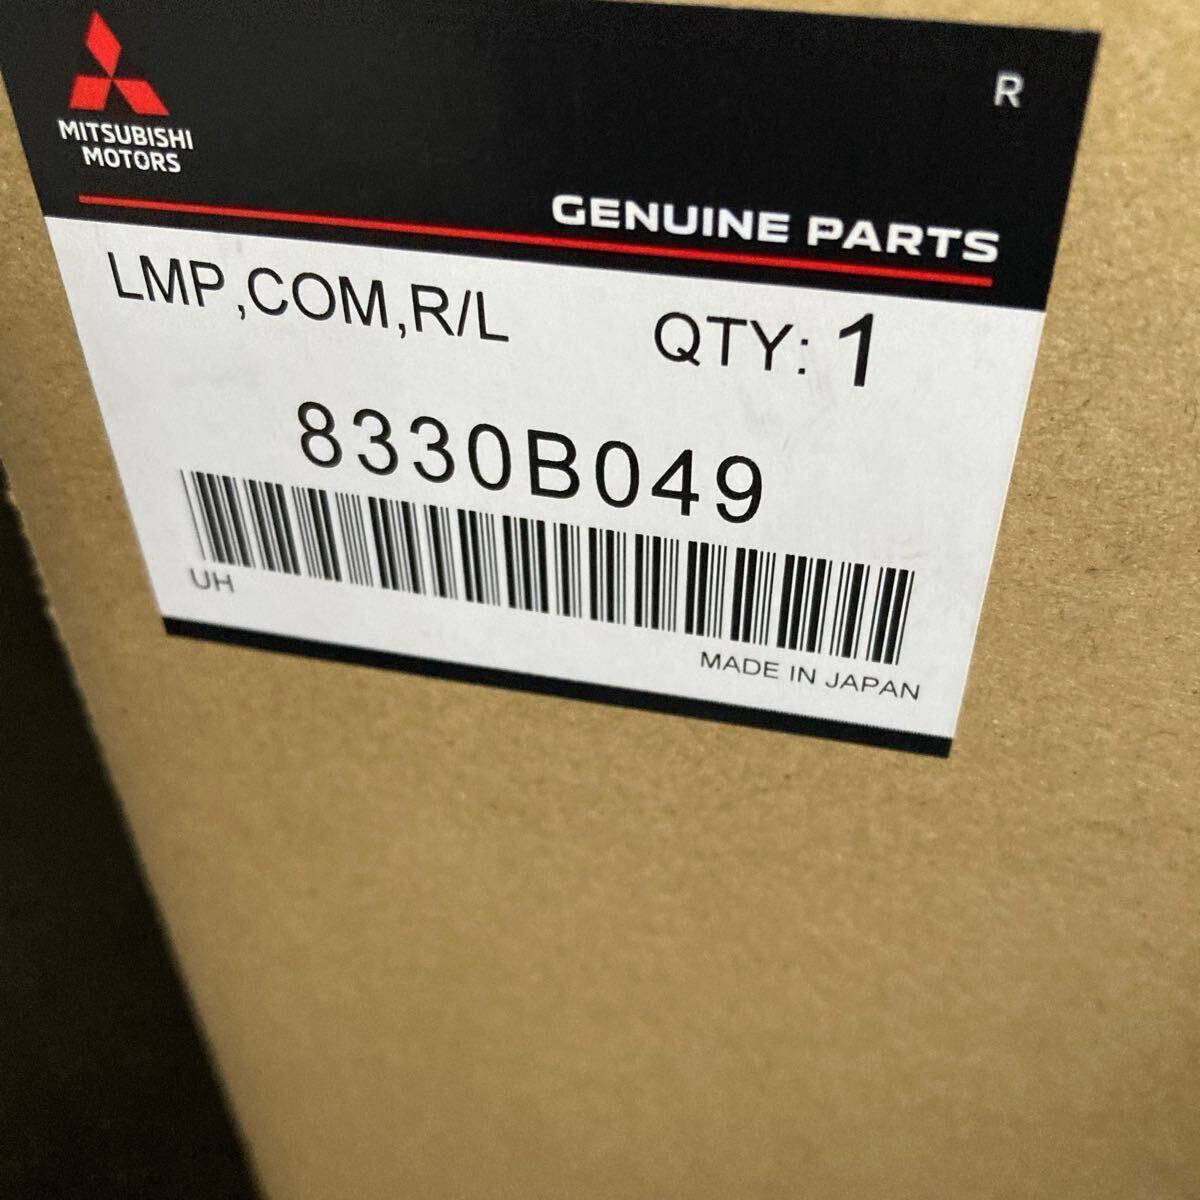 MITSUBISHI
MOTORS
R
GENUINE PARTS
LMP,COM,R/L QTY: 1
8330B049
UH
MADE IN JAPAN